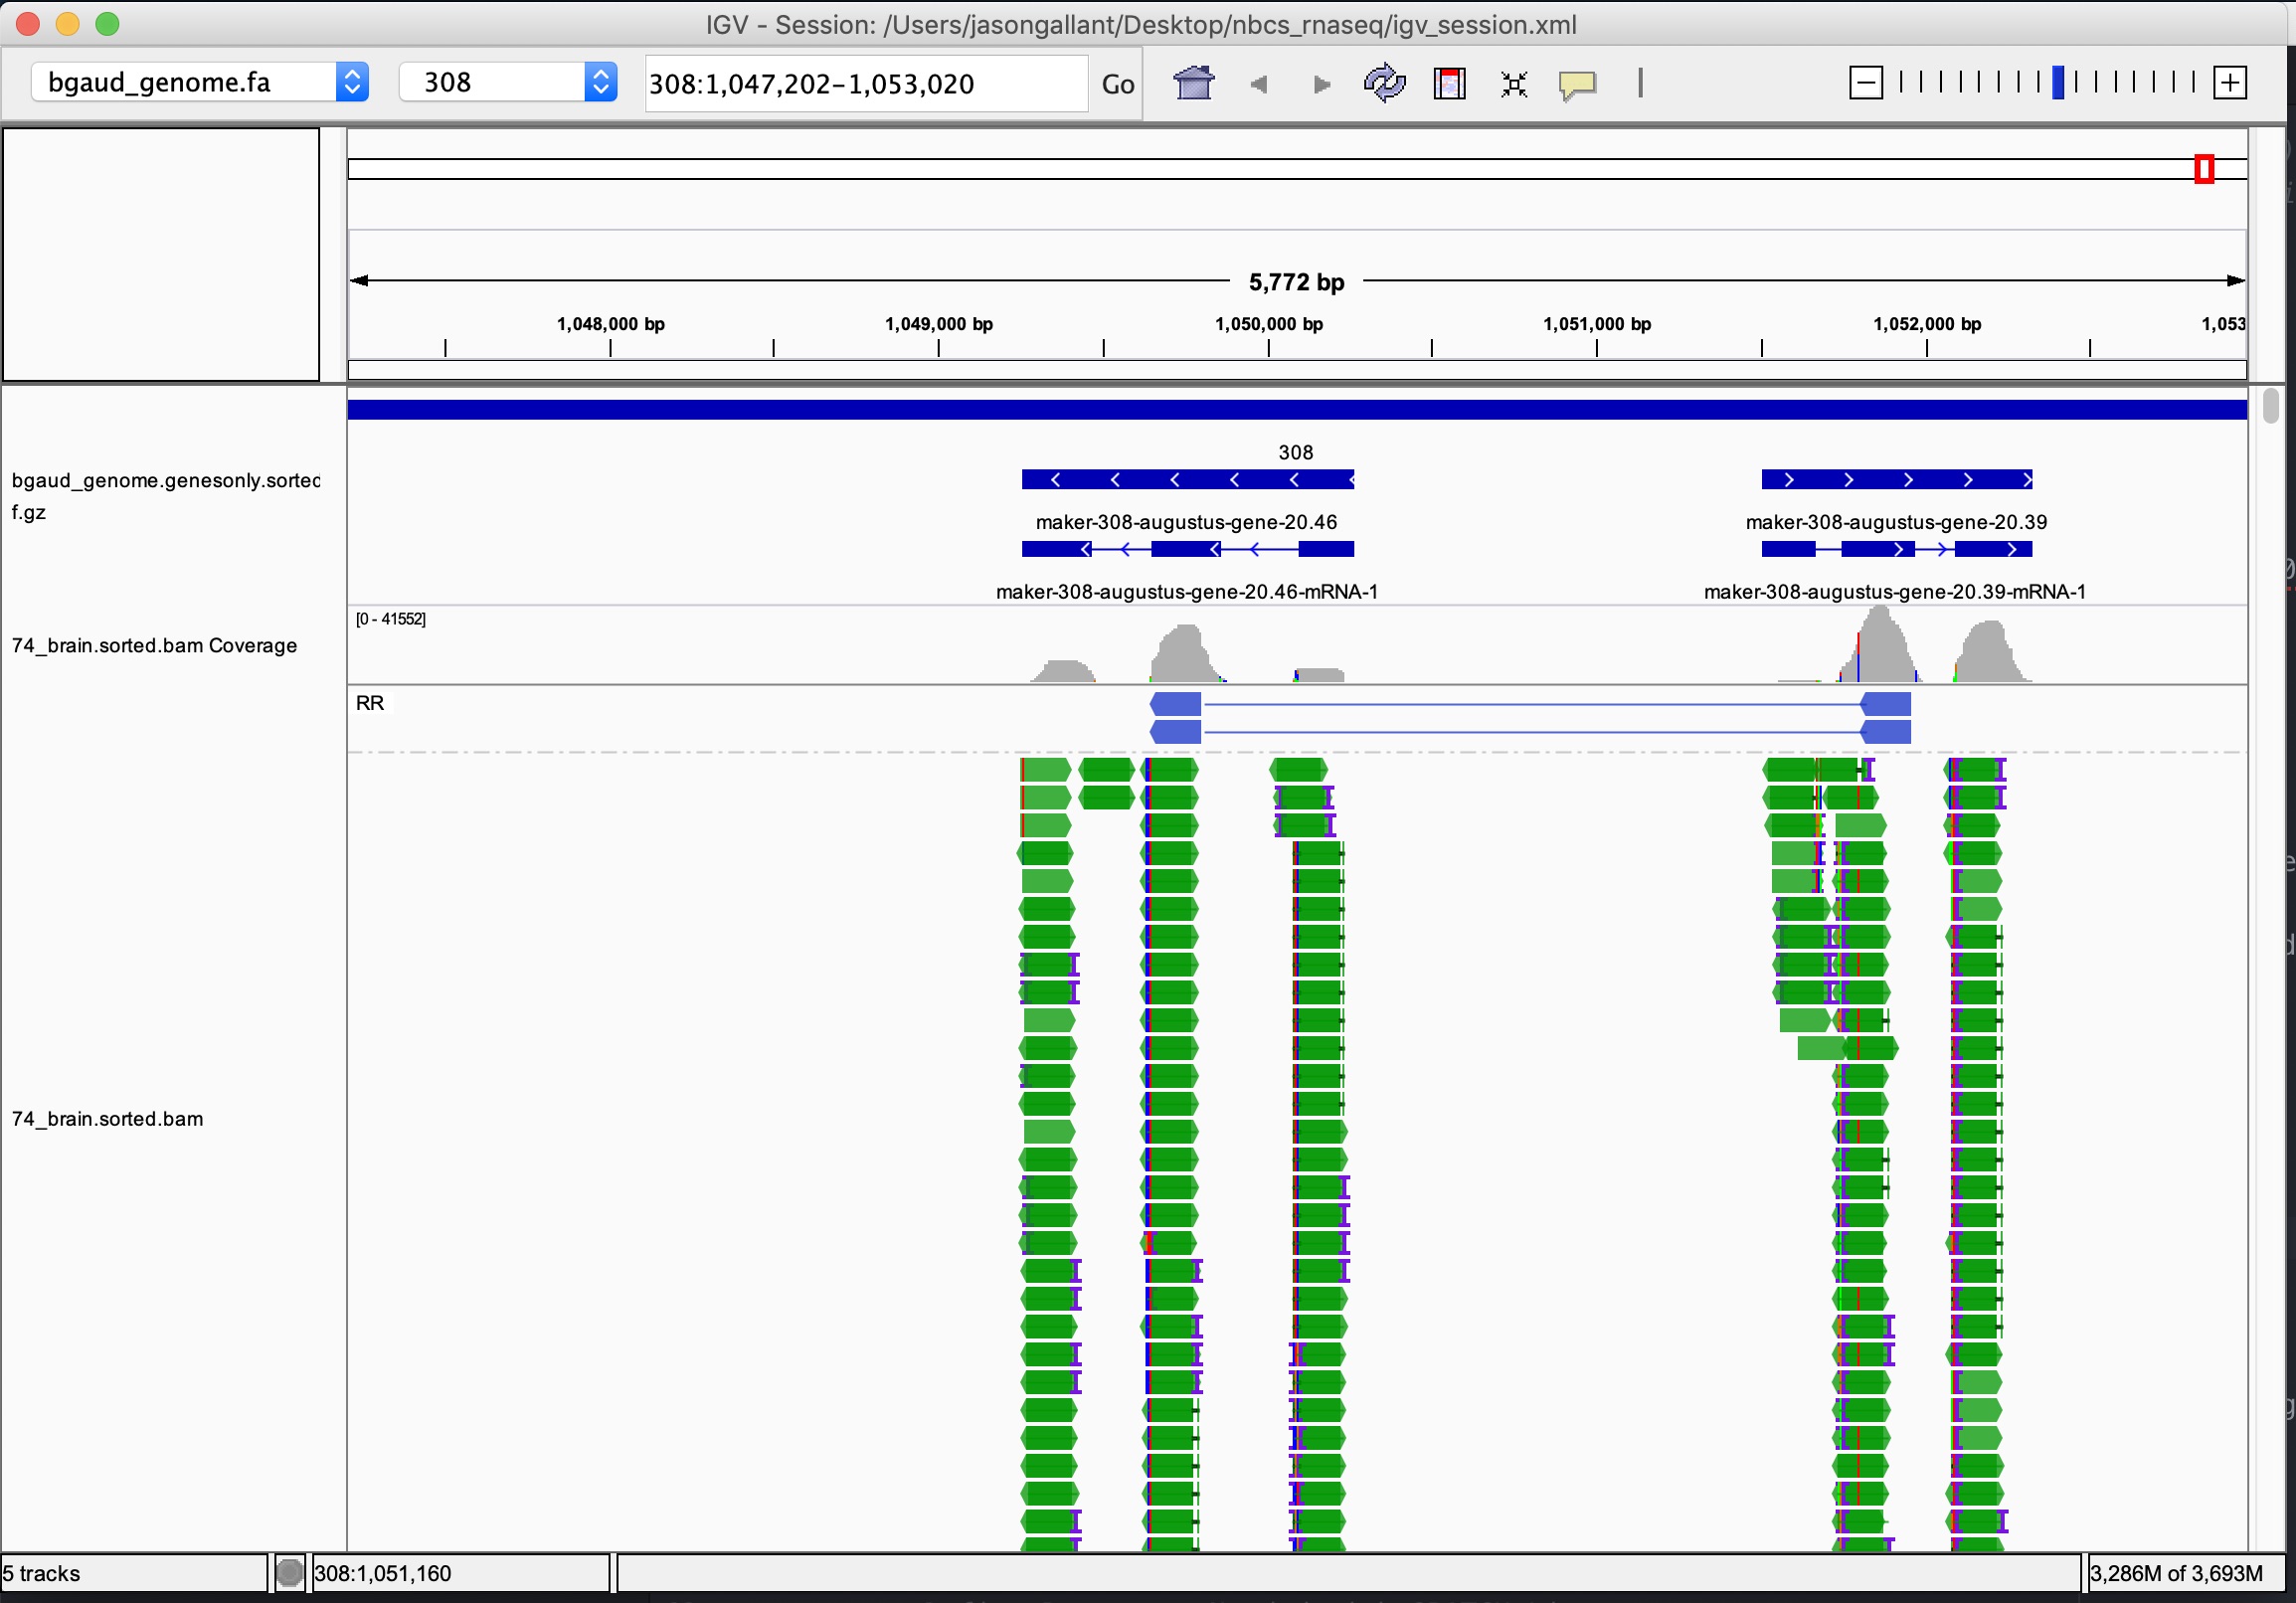 IGV - Session: /Users/jasongallant/Desktop/nbcs_rnaseq/igv_session.xml
bgaud_genome.fa 308 308:1,047,202-1,053,020 Go
5,772 bp
1,048,000 bp 1,049,000 bp 1,050,000 bp 1,051,000 bp 1,052,000 bp 1,053
308
bgaud_genome.genesonly.sorted
f.gz
maker-308-augustus-gene-20.46 maker-308-augustus-gene-20.39
maker-308-augustus-gene-20.46-mRNA-1 maker-308-augustus-gene-20.39-mRNA-1
[0 - 41552]
74_brain.sorted.bam Coverage
RR
74_brain.sorted.bam
5 tracks 308:1,051,160 3,286M of 3,693M